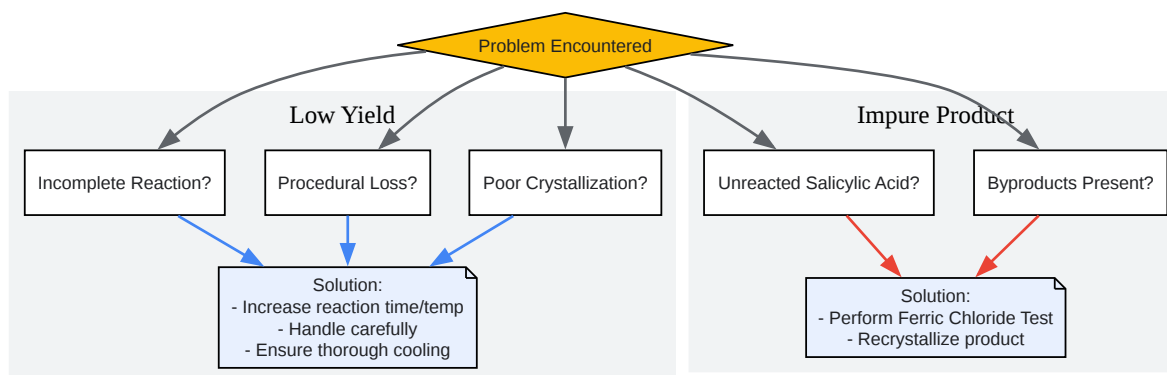 Problem Encountered
Low Yield
Impure Product
Incomplete Reaction?
Procedural Loss?
Poor Crystallization?
Unreacted Salicylic Acid?
Byproducts Present?
Solution:
- Increase reaction time/temp
- Handle carefully
- Ensure thorough cooling
Solution:
- Perform Ferric Chloride Test
- Recrystallize product